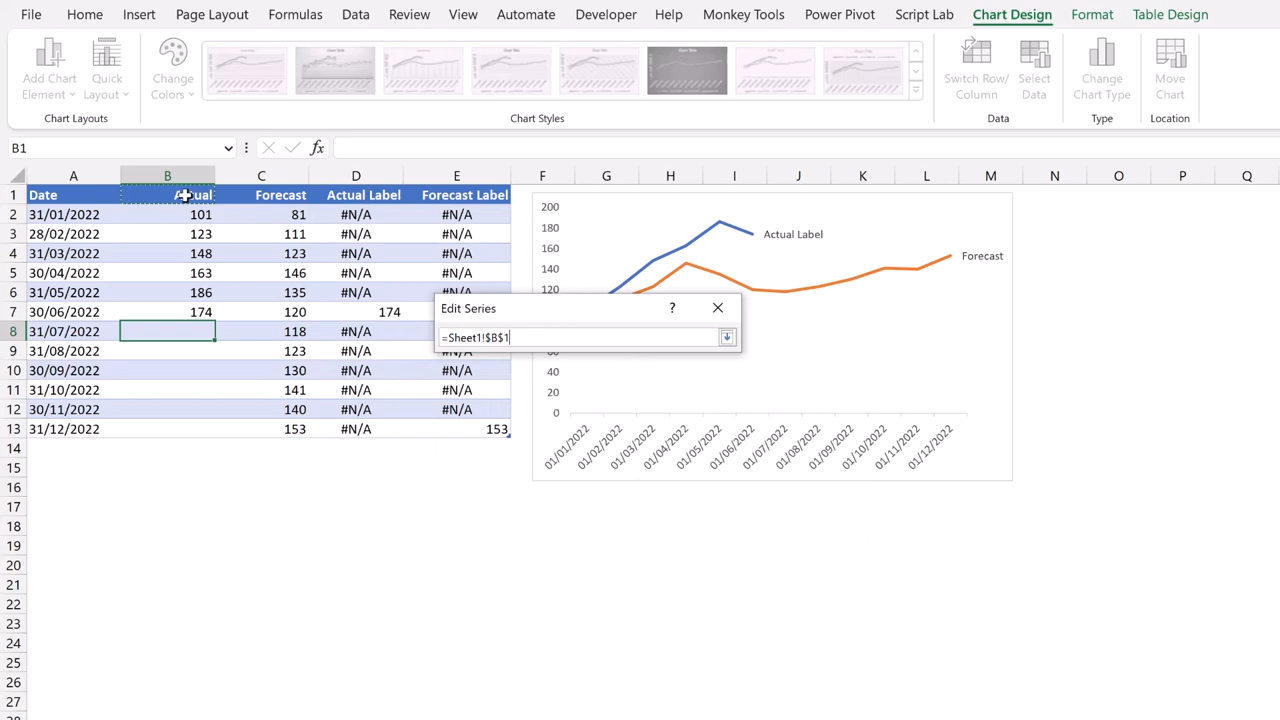 File Home Insert Page Layout Formulas Data Review View Automate Developer Help Monkey Tools Power Pivot Script Lab Chart Design Format Table Design
Add Chart Element Quick Layout Change Colors Switch Row/ Column Select Data Change Chart Type Move Chart
Chart Layouts Chart Styles Data Type Location
B1 fx
A B C D E F G H I J K L M N O P Q
1 Date Actual Forecast Actual Label Forecast Label
2 31/01/2022 101 81 #N/A #N/A
3 28/02/2022 123 111 #N/A #N/A
4 31/03/2022 148 123 #N/A #N/A
5 30/04/2022 163 146 #N/A #N/A
6 31/05/2022 186 135 #N/A #N/A
7 30/06/2022 174 120 174
8 31/07/2022 118 #N/A
9 31/08/2022 123 #N/A
10 30/09/2022 130 #N/A #N/A
11 31/10/2022 141 #N/A #N/A
12 30/11/2022 140 #N/A #N/A
13 31/12/2022 153 #N/A 153
14
15
16
17
18
19
20
21
22
23
24
25
26
27
200
180
160
140
120
60
40
20
0
Actual Label
Forecast
01/01/2022 01/02/2022 01/03/2022 01/04/2022 01/05/2022 01/06/2022 01/07/2022 01/08/2022 01/09/2022 01/10/2022 01/11/2022 01/12/2022
Edit Series ?
=Sheet1!$B$1